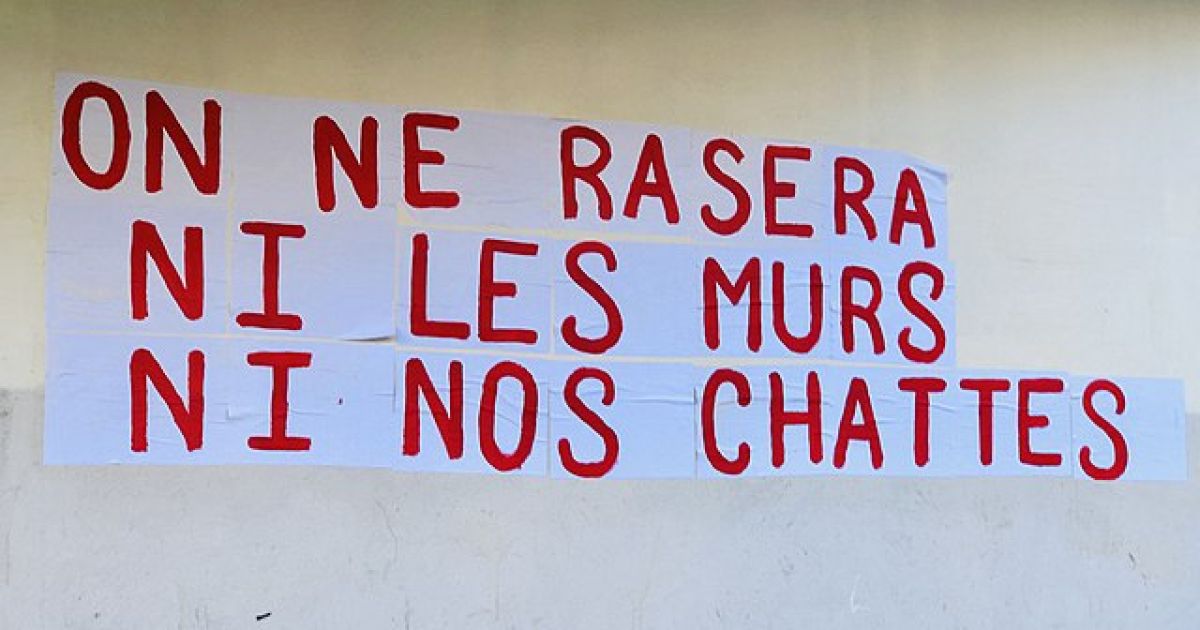 ON NE RASERA
NI LES MURS
NI NOS CHATTES